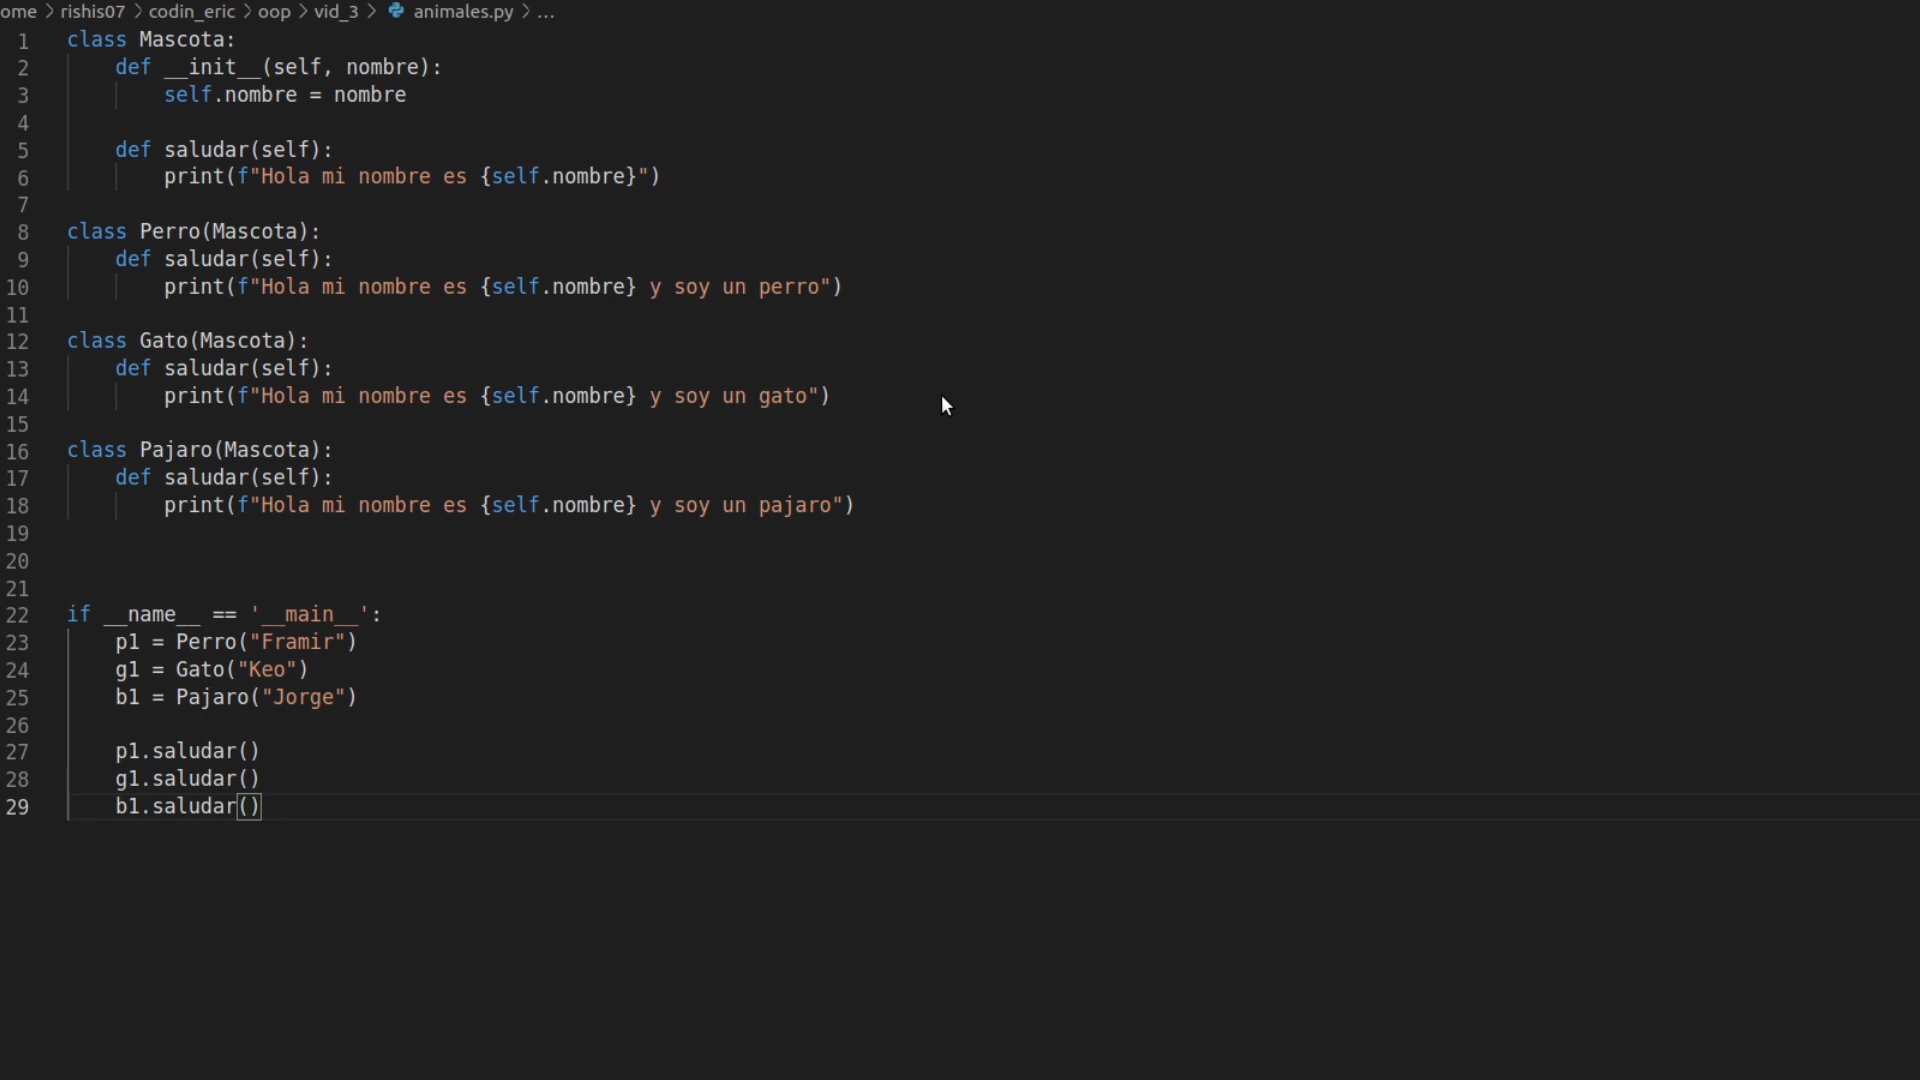 ome > rishis07 > codin_eric > oop > vid_3 > animales.py > ...
1 class Mascota:
2     def __init__(self, nombre):
3         self.nombre = nombre
4
5     def saludar(self):
6         print(f"Hola mi nombre es {self.nombre}")
7
8 class Perro(Mascota):
9     def saludar(self):
10         print(f"Hola mi nombre es {self.nombre} y soy un perro")
11
12 class Gato(Mascota):
13     def saludar(self):
14         print(f"Hola mi nombre es {self.nombre} y soy un gato")
15
16 class Pajaro(Mascota):
17     def saludar(self):
18         print(f"Hola mi nombre es {self.nombre} y soy un pajaro")
19
20
21
22 if __name__ == '__main__':
23     p1 = Perro("Framir")
24     g1 = Gato("Keo")
25     b1 = Pajaro("Jorge")
26
27     p1.saludar()
28     g1.saludar()
29     b1.saludar()